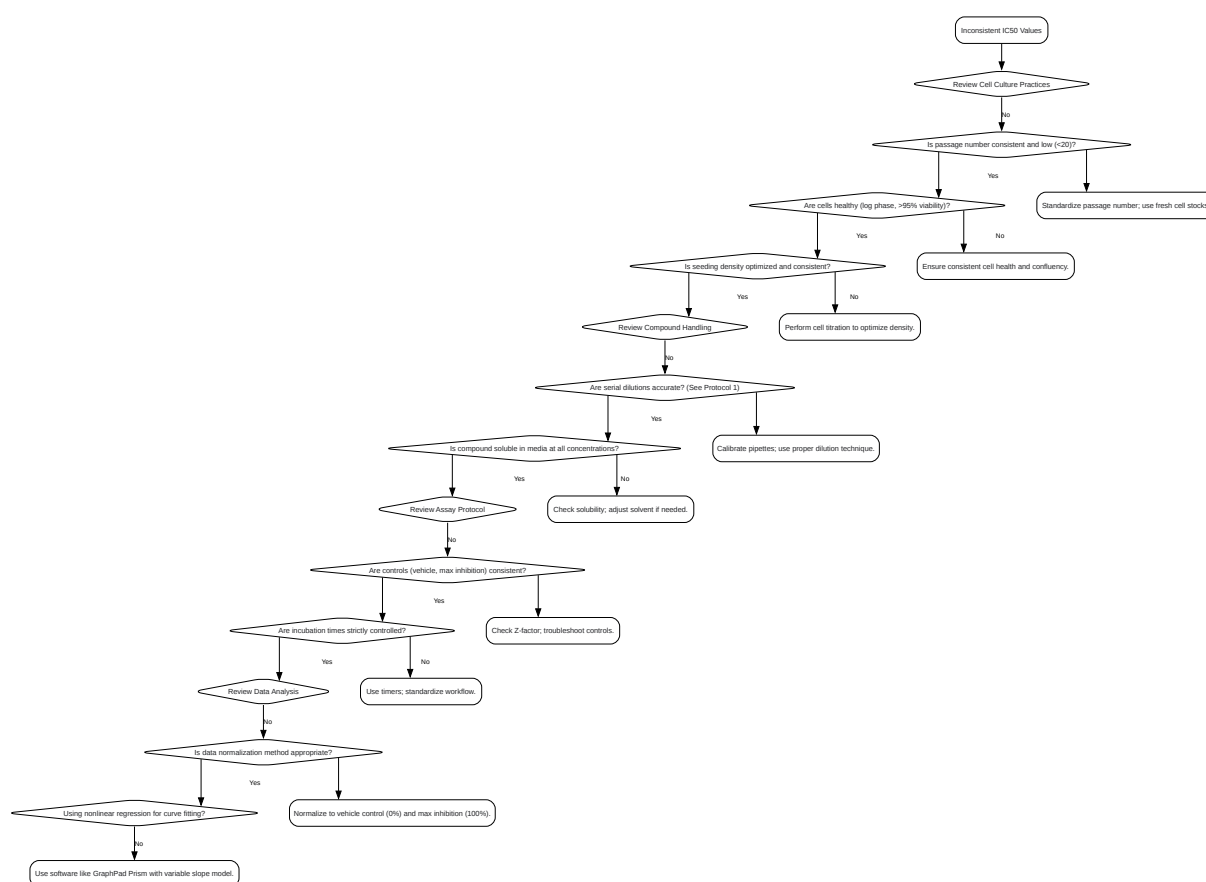 Inconsistent IC50 Values
Review Cell Culture Practices
No
Is passage number consistent and low (<20)?
Yes
Are cells healthy (log phase, >95% viability)?
Standardize passage number; use fresh cell stocks
Yes
No
Is seeding density optimized and consistent?
Ensure consistent cell health and confluency.
Yes
No
Review Compound Handling
Perform cell titration to optimize density.
No
Are serial dilutions accurate? (See Protocol 1)
Yes
Is compound soluble in media at all concentrations?
Calibrate pipettes; use proper dilution technique.
Yes
No
Review Assay Protocol
Check solubility; adjust solvent if needed.
No
Are controls (vehicle, max inhibition) consistent?
Yes
Are incubation times strictly controlled?
Check Z-factor; troubleshoot controls.
Yes
No
Review Data Analysis
Use timers; standardize workflow.
No
Is data normalization method appropriate?
Yes
Using nonlinear regression for curve fitting?
Normalize to vehicle control (0%) and max inhibition (100%).
No
Use software like GraphPad Prism with variable slope model.